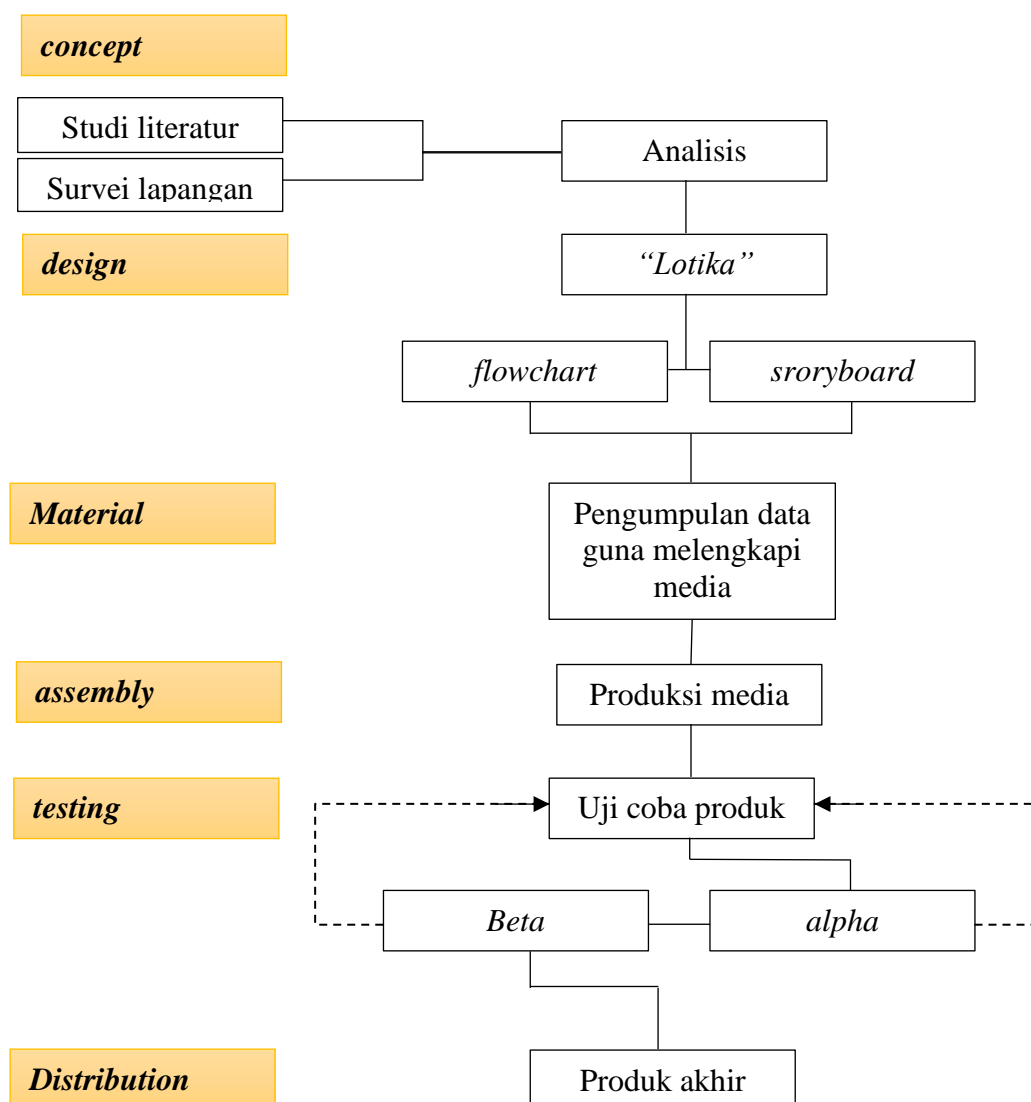 concept
Studi literatur
Analisis
Survei lapangan
design
“Lotika”
flowchart
sroryboard
Material
Pengumpulan data
guna melengkapi
media
assembly
Produksi media
testing
Uji coba produk
Beta
alpha
Distribution
Produk akhir